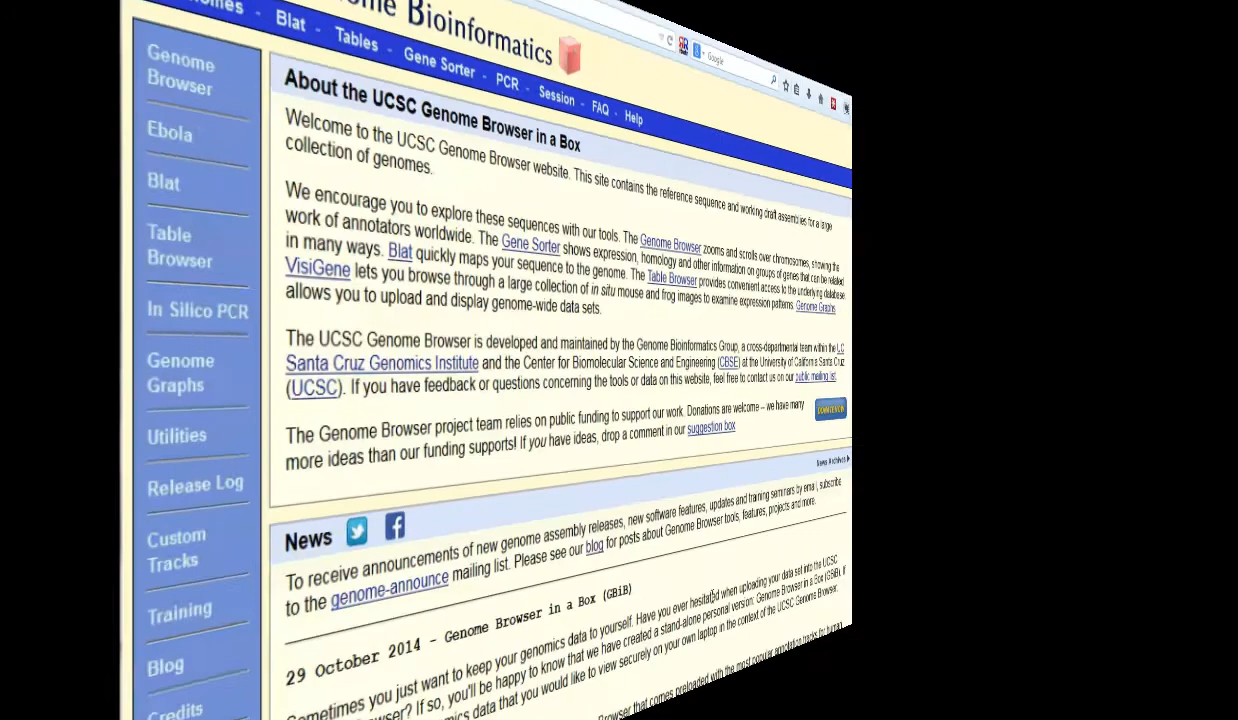 Bioinformatics
Blat - Tables - Gene Sorter - PCR - Session - FAQ - Help
Google
Genome
Browser
Ebola
Blat
Table
Browser
In Silico PCR
Genome
Graphs
Utilities
Release Log
Custom
Tracks
Training
Blog
Credits
About the UCSC Genome Browser in a Box
Welcome to the UCSC Genome Browser website. This site contains the reference sequence and working draft assemblies for a large
collection of genomes.
We encourage you to explore these sequences with our tools. The Genome Browser zooms and scrolls over chromosomes, showing the
work of annotators worldwide. The Gene Sorter shows expression, homology and other information on groups of genes that can be related
in many ways. Blat quickly maps your sequence to the genome. The Table Browser provides convenient access to the underlying database
VisiGene lets you browse through a large collection of in situ mouse and frog images to examine expression patterns. Genome Graphs
allows you to upload and display genome-wide data sets.
The UCSC Genome Browser is developed and maintained by the Genome Bioinformatics Group, a cross-departmental team within the UC
Santa Cruz Genomics Institute and the Center for Biomolecular Science and Engineering (CBSE) at the University of California Santa Cruz
(UCSC). If you have feedback or questions concerning the tools or data on this website, feel free to contact us on our public mailing list.
The Genome Browser project team relies on public funding to support our work. Donations are welcome – we have many
more ideas than our funding supports! If you have ideas, drop a comment in our suggestion box
DONATE NOW
News
News Archives
To receive announcements of new genome assembly releases, new software features, updates and training seminars by email, subscribe
to the genome-announce mailing list. Please see our blog for posts about Genome Browser tools, features, projects and more.
29 October 2014 - Genome Browser in a Box (GBiB)
Sometimes you just want to keep your genomics data to yourself. Have you ever hesitated when uploading your data set into the UCSC
If so, you'll be happy to know that we have created a stand-alone personal version: Genome Browser in a Box (GBiB). If
data that you would like to view securely on your own laptop in the context of the UCSC Genome Browser.
Browser that comes preloaded with the most popular annotation tracks for human